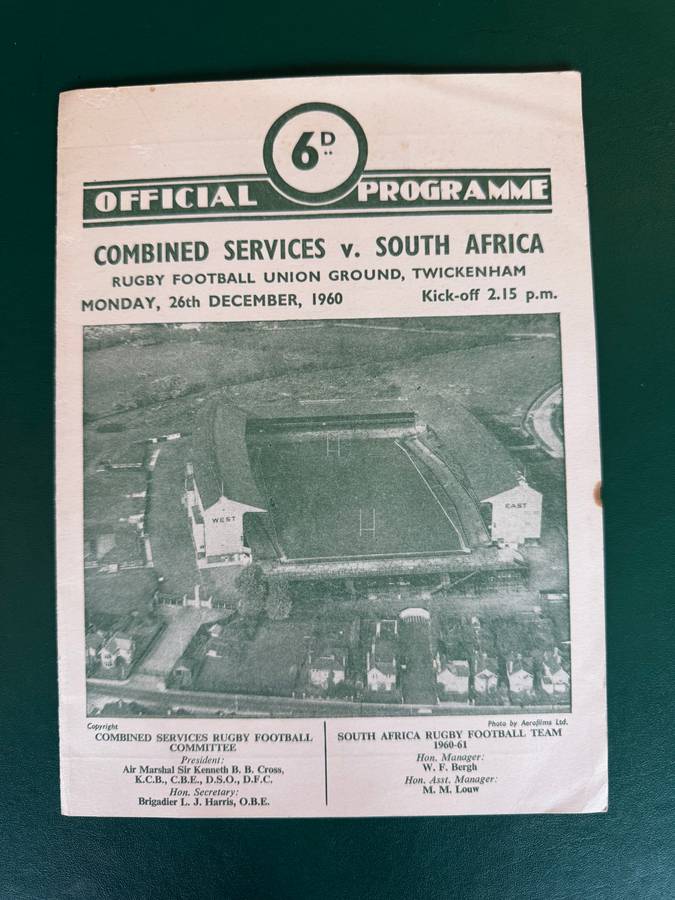 6D
OFFICIAL PROGRAMME
COMBINED SERVICES v. SOUTH AFRICA
RUGBY FOOTBALL UNION GROUND, TWICKENHAM
MONDAY, 26th DECEMBER, 1960 Kick-off 2.15 p.m.
WEST
EAST
Copyright
Photo by Aerofilms Ltd.
COMBINED SERVICES RUGBY FOOTBALL
COMMITTEE
President:
Air Marshal Sir Kenneth B. B. Cross,
K.C.B., C.B.E., D.S.O., D.F.C.
Hon. Secretary:
Brigadier L. J. Harris, O.B.E.
SOUTH AFRICA RUGBY FOOTBALL TEAM
1960-61
Hon. Manager:
W. F. Bergh
Hon. Asst. Manager:
M. M. Louw